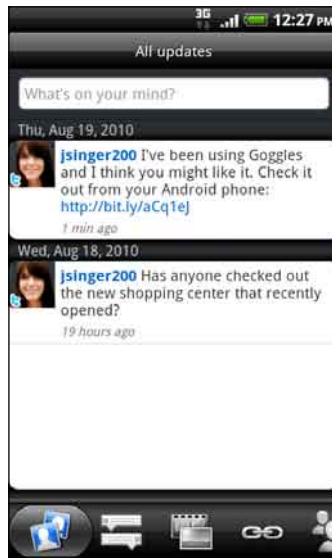 3G
12:27 PM
All updates
What's on your mind?
Thu, Aug 19, 2010
jsinger200 I've been using Goggles
and I think you might like it. Check it
out from your Android phone:
http://bit.ly/aCq1eJ
1 min ago
Wed, Aug 18, 2010
jsinger200 Has anyone checked out
the new shopping center that recently
opened?
19 hours ago